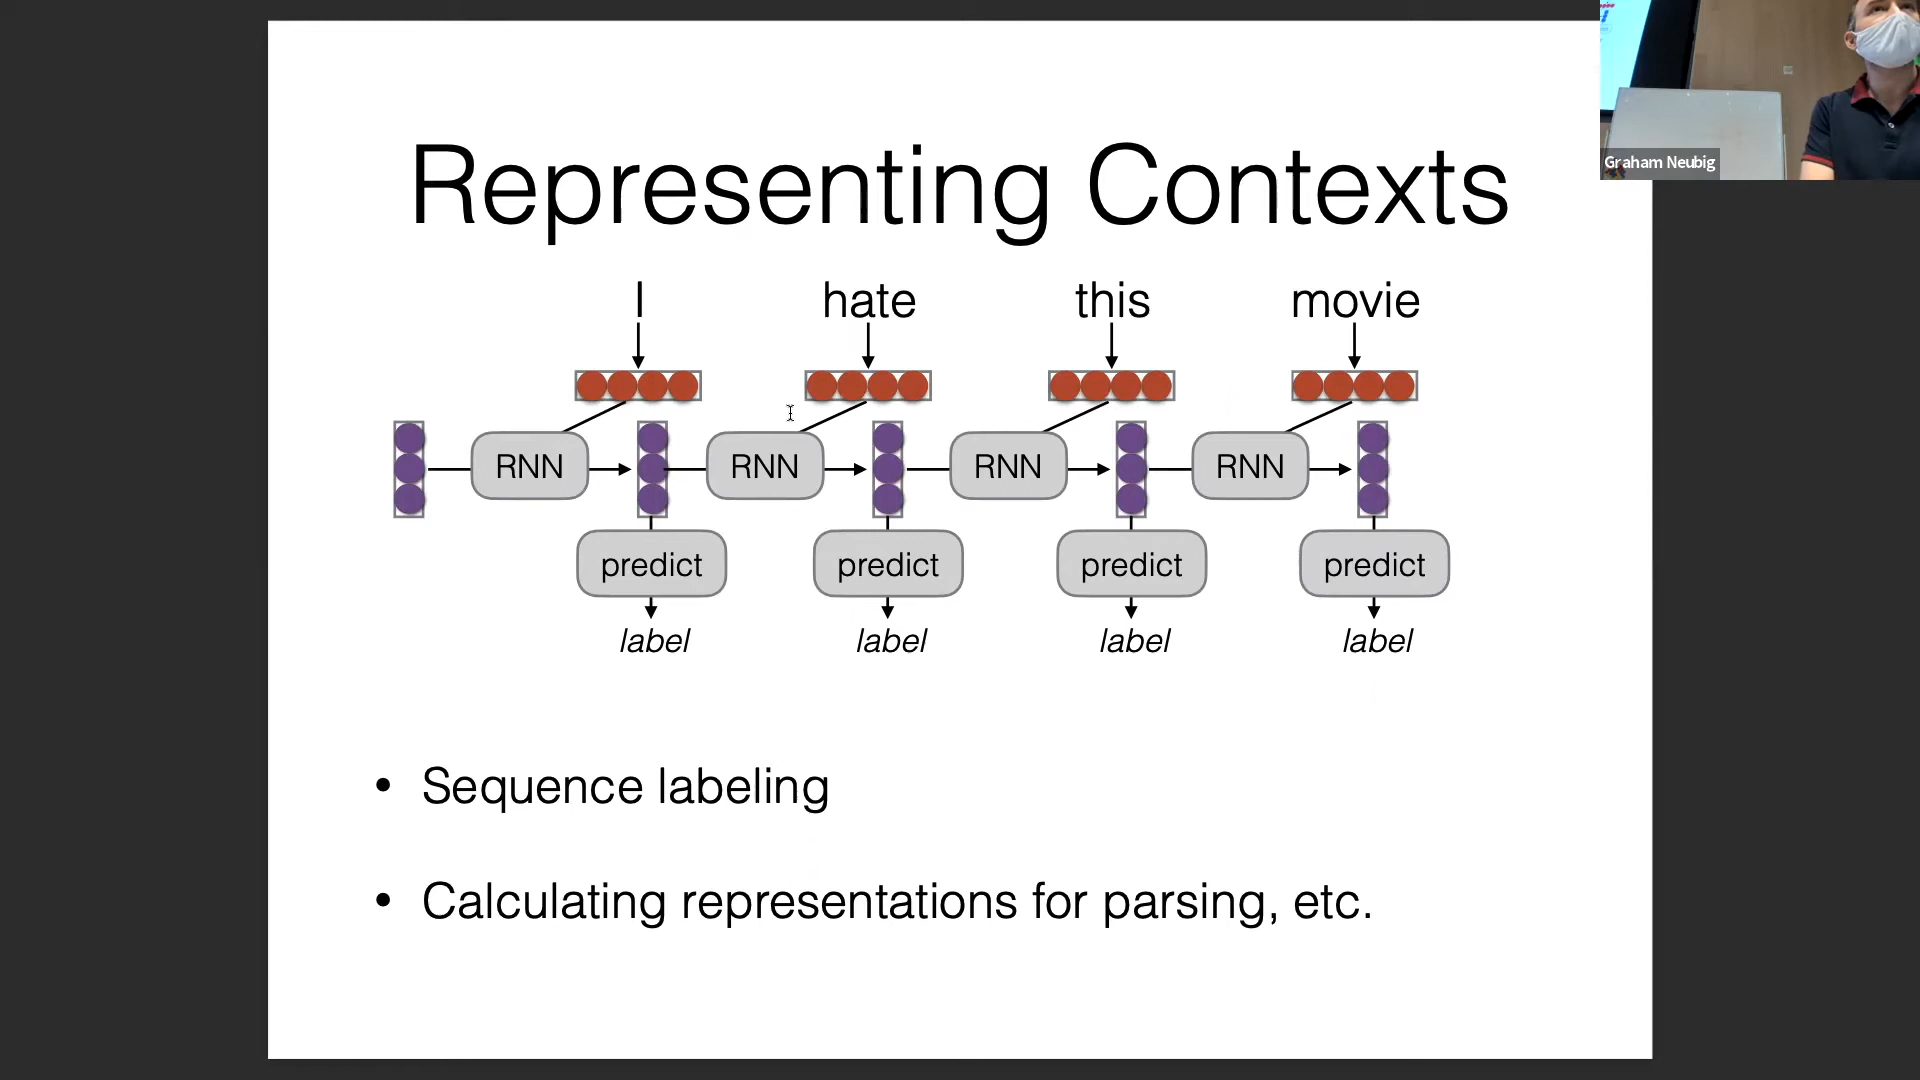 Representing Contexts
I hate this movie
RNN RNN RNN RNN
predict predict predict predict
label label label label
• Sequence labeling
• Calculating representations for parsing, etc.
Graham Neubig